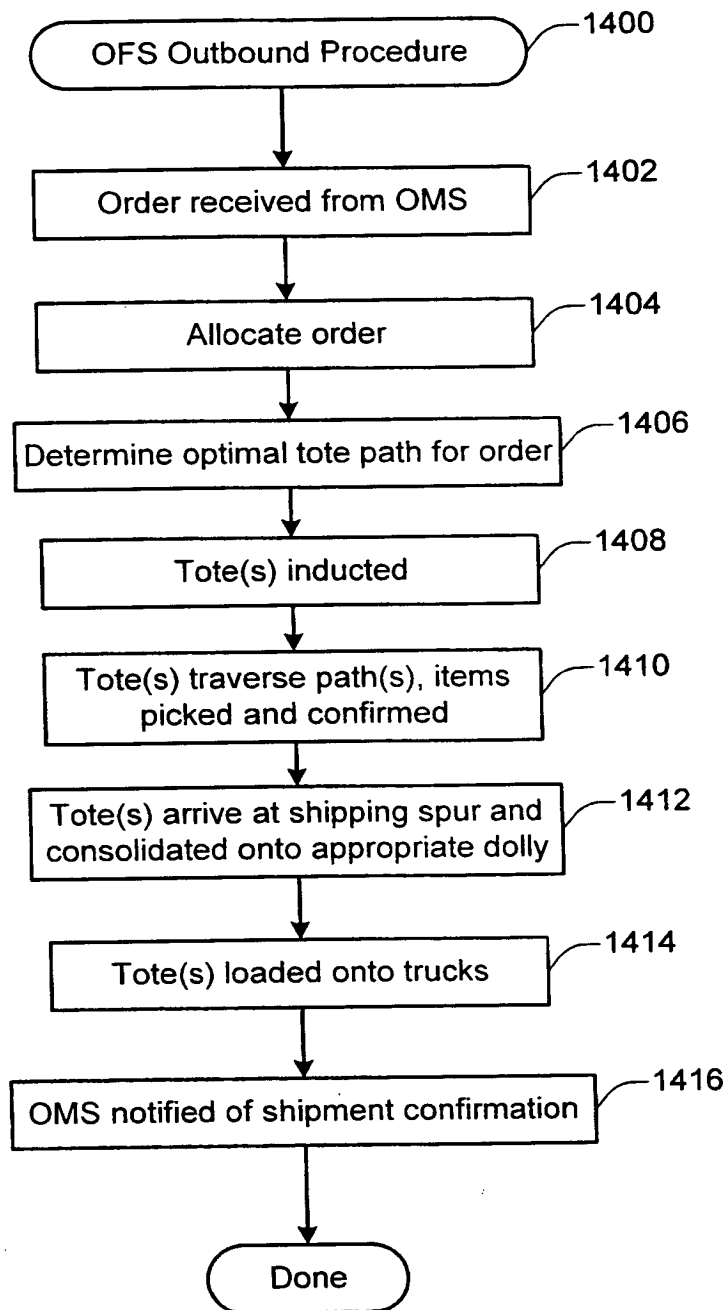 OFS Outbound Procedure
1400
Order received from OMS
1402
Allocate order
1404
Determine optimal tote path for order
1406
Tote(s) inducted
1408
Tote(s) traverse path(s), items
picked and confirmed
1410
Tote(s) arrive at shipping spur and
consolidated onto appropriate dolly
1412
Tote(s) loaded onto trucks
1414
OMS notified of shipment confirmation
1416
Done